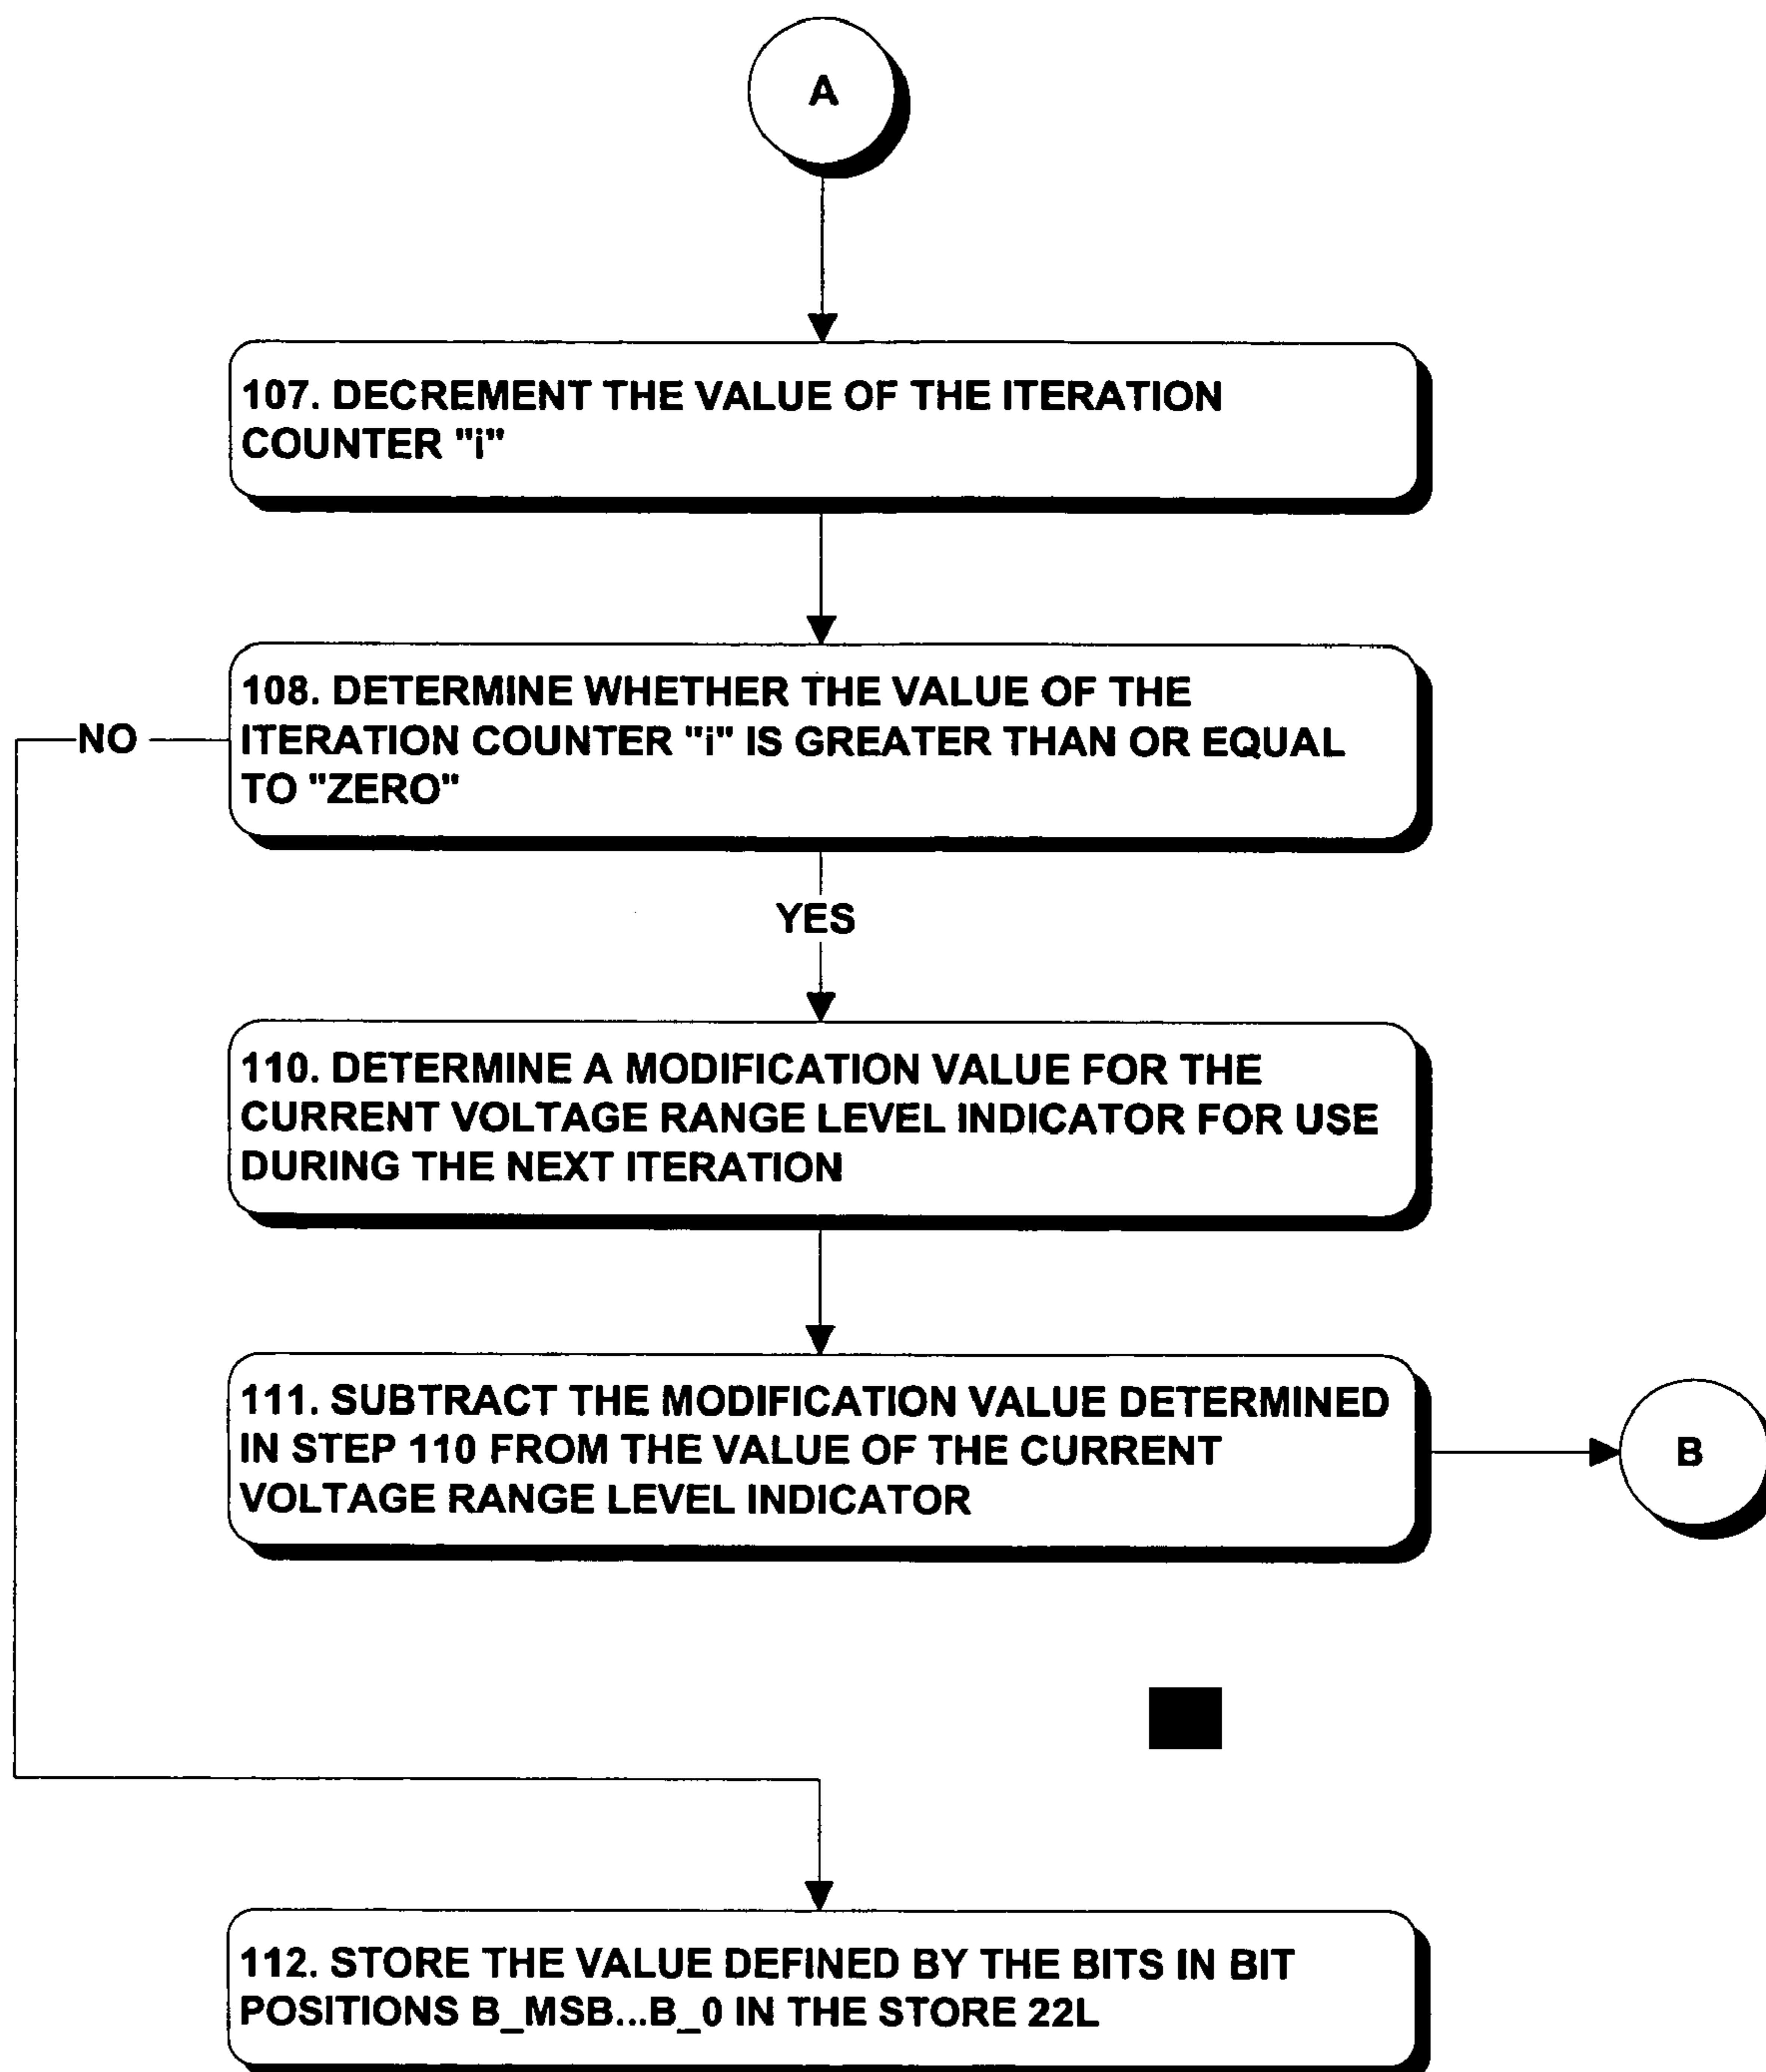 A
107. DECREMENT THE VALUE OF THE ITERATION
COUNTER "i"
108. DETERMINE WHETHER THE VALUE OF THE
ITERATION COUNTER "i" IS GREATER THAN OR EQUAL
TO "ZERO"
NO
YES
110. DETERMINE A MODIFICATION VALUE FOR THE
CURRENT VOLTAGE RANGE LEVEL INDICATOR FOR USE
DURING THE NEXT ITERATION
111. SUBTRACT THE MODIFICATION VALUE DETERMINED
IN STEP 110 FROM THE VALUE OF THE CURRENT
VOLTAGE RANGE LEVEL INDICATOR
B
112. STORE THE VALUE DEFINED BY THE BITS IN BIT
POSITIONS B_MSB...B_0 IN THE STORE 22L